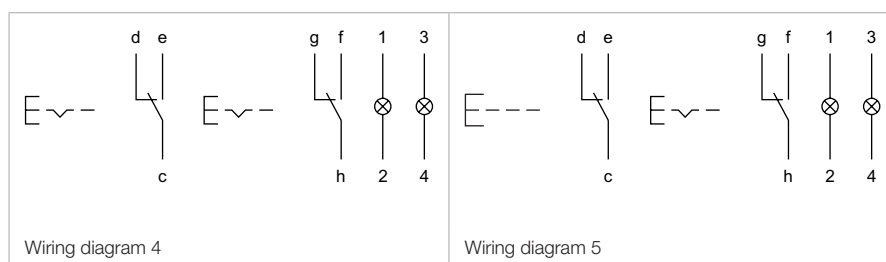 d e g f 1 3 d e g f 1 3
c h 2 4 c h 2 4
Wiring diagram 4 Wiring diagram 5